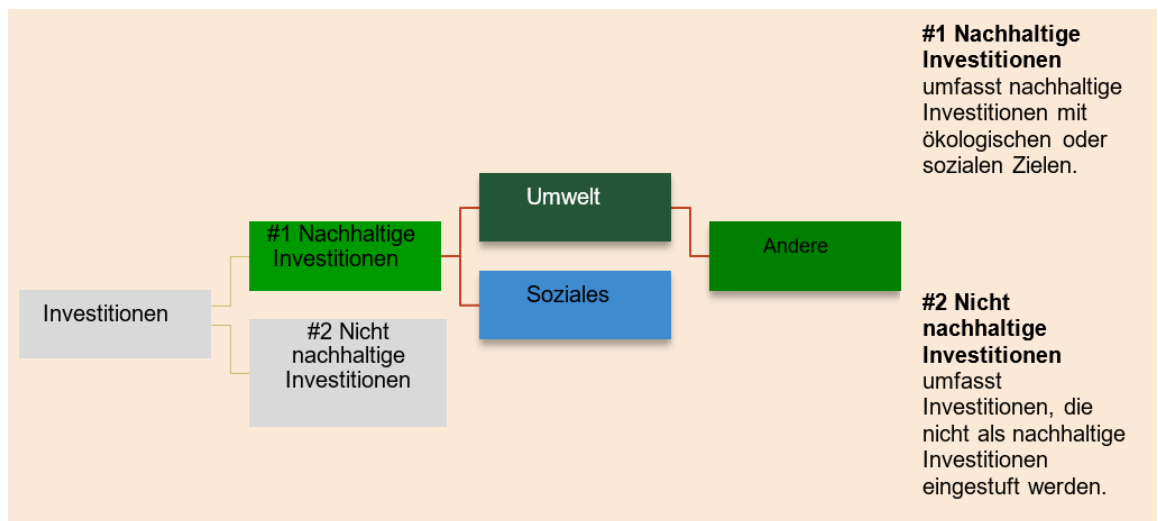 Investitionen
#1 Nachhaltige
Investitionen
#2 Nicht
nachhaltige
Investitionen
Umwelt
Soziales
Andere
#1 Nachhaltige
Investitionen
umfasst nachhaltige
Investitionen mit
ökologischen oder
sozialen Zielen.
#2 Nicht
nachhaltige
Investitionen
umfasst
Investitionen, die
nicht als nachhaltige
Investitionen
eingestuft werden.